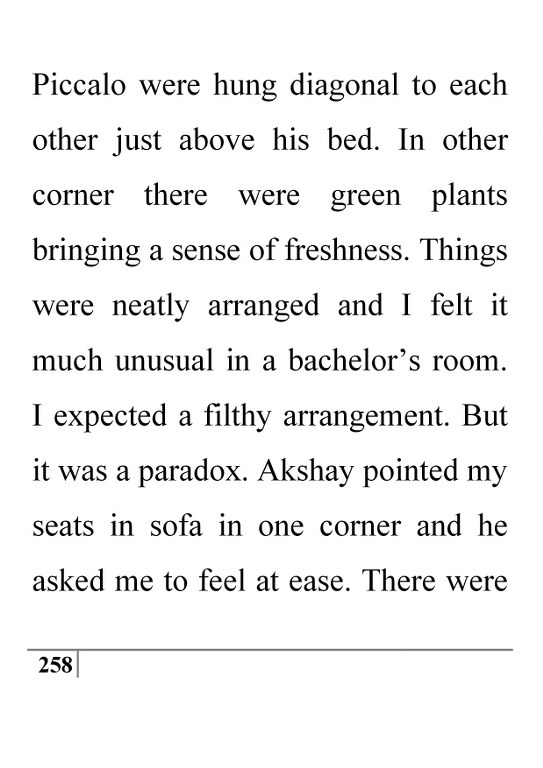 Piccalo were hung diagonal to each
other just above his bed. In other
corner there were green plants
bringing a sense of freshness. Things
were neatly arranged and I felt it
much unusual in a bachelor’s room.
I expected a filthy arrangement. But
it was a paradox. Akshay pointed my
seats in sofa in one corner and he
asked me to feel at ease. There were
258